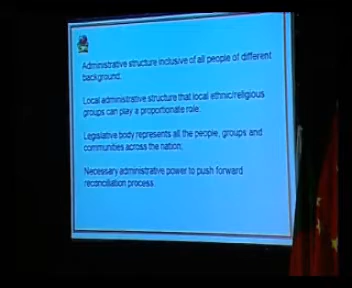 Administrative structure inclusive of all people of different
background;
Local administrative structure that local ethnic/religious
groups can play a proportionate role.
Legislative body represents all the people, groups and
communities across the nation;
Necessary administrative power to push forward
reconciliation process.